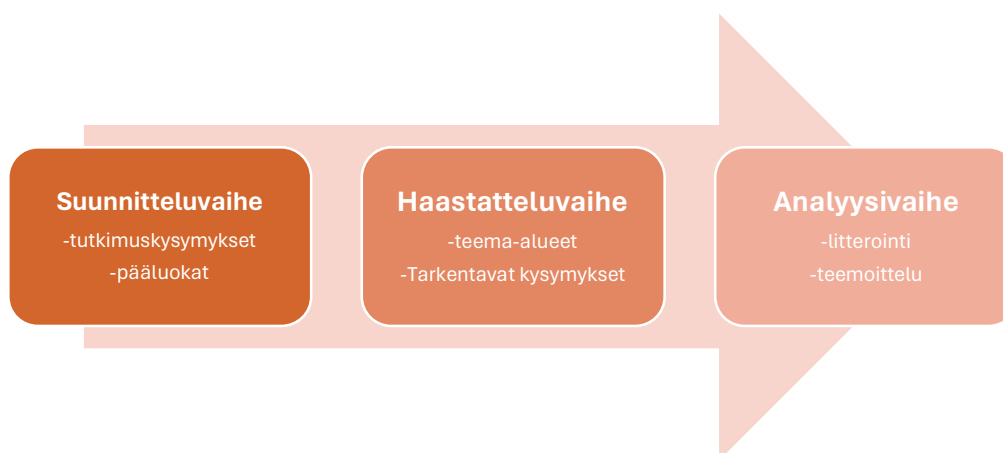 Suunnitteluvaihe
-tutkimuskysymykset
-pääluokat
Haastatteluvaihe
-teema-alueet
-Tarkentavat kysymykset
Analyysivaihe
-litterointi
-teemoittelu